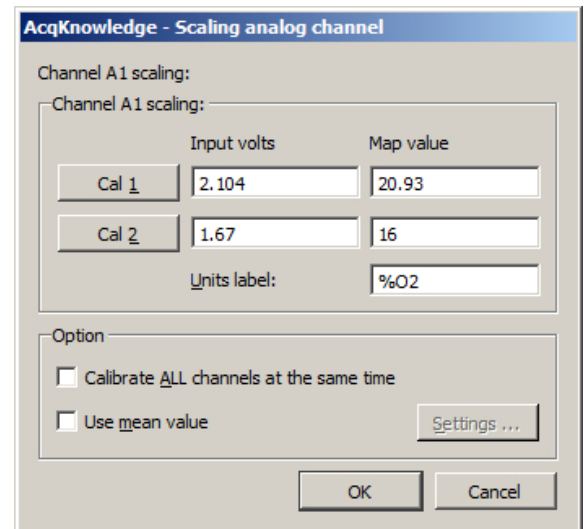 AcqKnowledge - Scaling analog channel
Channel A1 scaling:
Channel A1 scaling:
Input volts Map value
Cal 1 2.104 20.93
Cal 2 1.67 16
Units label: %O2
Option
Calibrate ALL channels at the same time
Use mean value Settings ...
OK Cancel